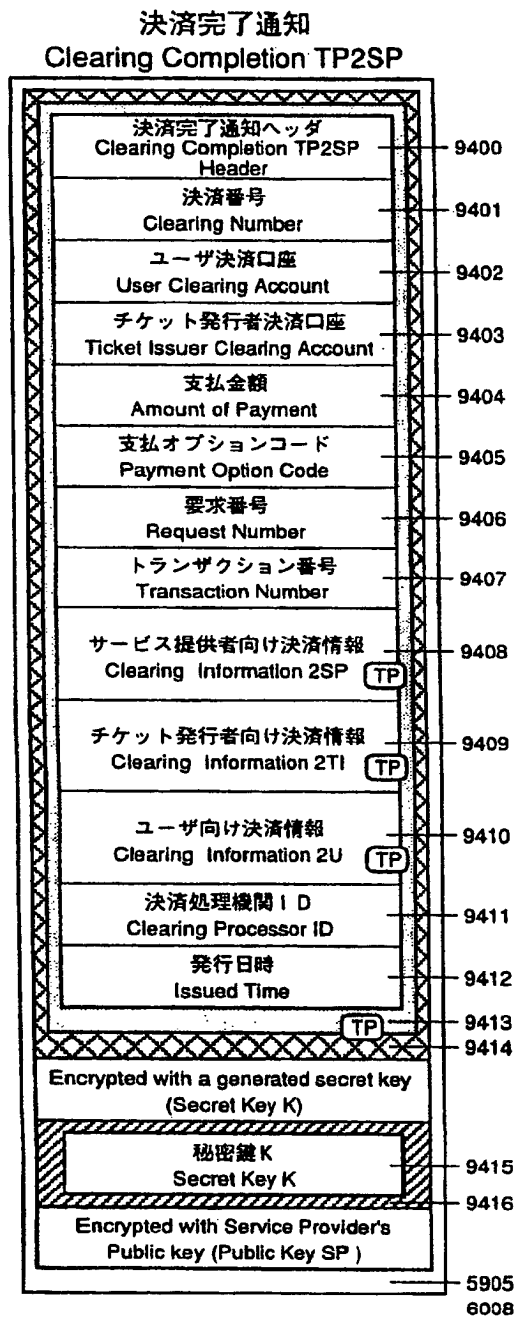 決済完了通知
Clearing Completion TP2SP
決済完了通知ヘッダ
Clearing Completion TP2SP
Header
9400
決済番号
Clearing Number
9401
ユーザ決済口座
User Clearing Account
9402
チケット発行者決済口座
Ticket Issuer Clearing Account
9403
支払金額
Amount of Payment
9404
支払オプションコード
Payment Option Code
9405
要求番号
Request Number
9406
トランザクション番号
Transaction Number
9407
サービス提供者向け決済情報
Clearing Information 2SP
TP
9408
チケット発行者向け決済情報
Clearing Information 2TI
TP
9409
ユーザ向け決済情報
Clearing Information 2U
TP
9410
決済処理機関ID
Clearing Processor ID
9411
発行日時
Issued Time
9412
TP
9413
9414
Encrypted with a generated secret key
(Secret Key K)
秘密鍵K
Secret Key K
9415
9416
Encrypted with Service Provider's
Public key (Public Key SP )
5905
6008